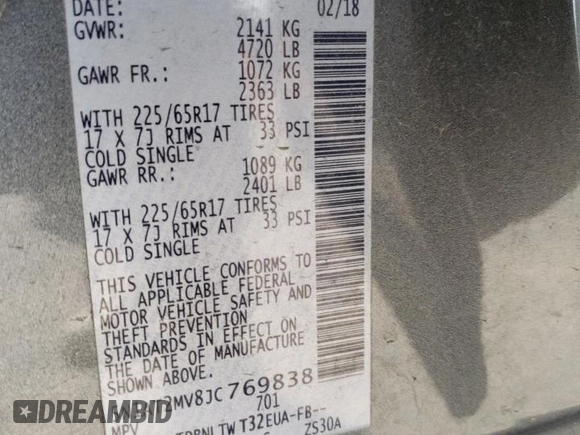 DATE: 02/18
GVWR: 2141 KG
4720 LB
GAWR FR.: 1072 KG
2363 LB
WITH 225/65R17 TIRES
17 X 7J RIMS AT 33 PSI
COLD SINGLE
GAWR RR.: 1089 KG
2401 LB
WITH 225/65R17 TIRES
17 X 7J RIMS AT 33 PSI
COLD SINGLE
THIS VEHICLE CONFORMS TO
ALL APPLICABLE FEDERAL
MOTOR VEHICLE SAFETY AND
THEFT PREVENTION
STANDARDS IN EFFECT ON
THE DATE OF MANUFACTURE
SHOWN ABOVE.
MV8JC769838
MPV 701
T32EUA-FB--
ZS30A
REAL CAR HISTORY